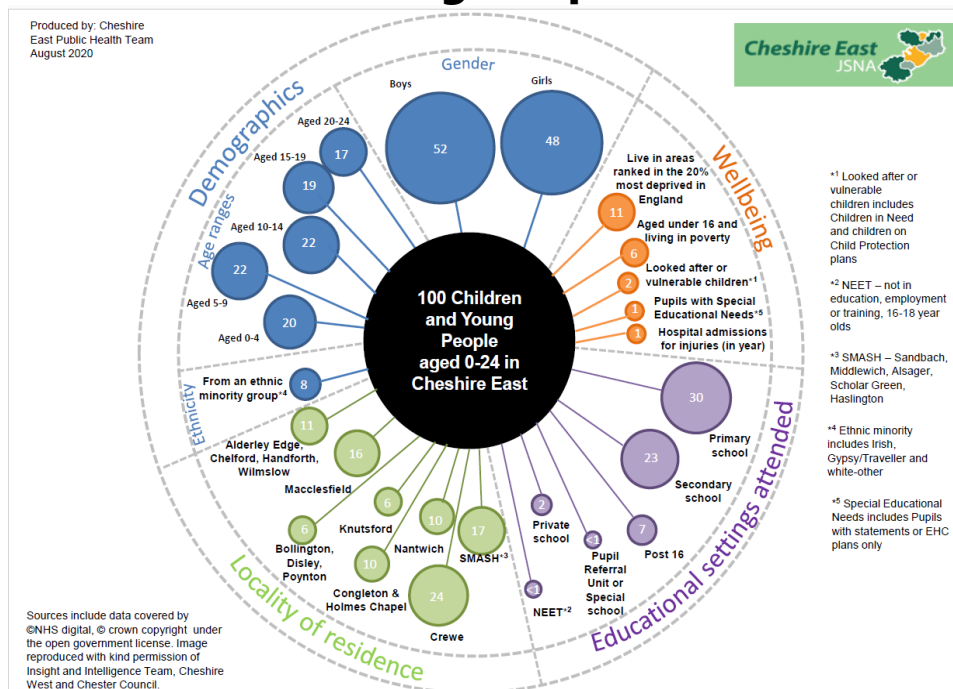 Produced by: Cheshire
East Public Health Team
August 2020
Cheshire East
JSNA
Demographics
Gender
Boys
52
Girls
48
Age ranges
Aged 20-24
17
Aged 15-19
19
Aged 10-14
22
22
Aged 5-9
20
Aged 0-4
Ethnicity
From an ethnic
minority group*4
8
100 Children
and Young
People
aged 0-24 in
Cheshire East
Wellbeing
Live in areas
ranked in the 20%
most deprived in
England
11
Aged under 16 and
living in poverty
6
Looked after or
vulnerable children*1
2
Pupils with Special
Educational Needs*5
1
Hospital admissions
for injuries (in year)
1
Educational settings attended
30
Primary
school
23
Secondary
school
7
Post 16
2
Private
school
<1
Pupil
Referral
Unit or
Special
school
<1
NEET*2
Locality of residence
11
Alderley Edge,
Chelford, Handforth,
Wilmslow
16
Macclesfield
6
Knutsford
6
Bollington,
Disley,
Poynton
10
Nantwich
10
Congleton
& Holmes Chapel
17
SMASH*3
24
Crewe
*1 Looked after or
vulnerable
children includes
Children in Need
and children on
Child Protection
plans
*2 NEET – not in
education, employment
or training, 16-18 year
olds
*3 SMASH – Sandbach,
Middlewich, Alsager,
Scholar Green,
Haslington
*4 Ethnic minority
includes Irish,
Gypsy/Traveller and
white-other
*5 Special Educational
Needs includes Pupils
with statements or EHC
plans only
Sources include data covered by
©NHS digital, © crown copyright under
the open government license. Image
reproduced with kind permission of
Insight and Intelligence Team, Cheshire
West and Chester Council.